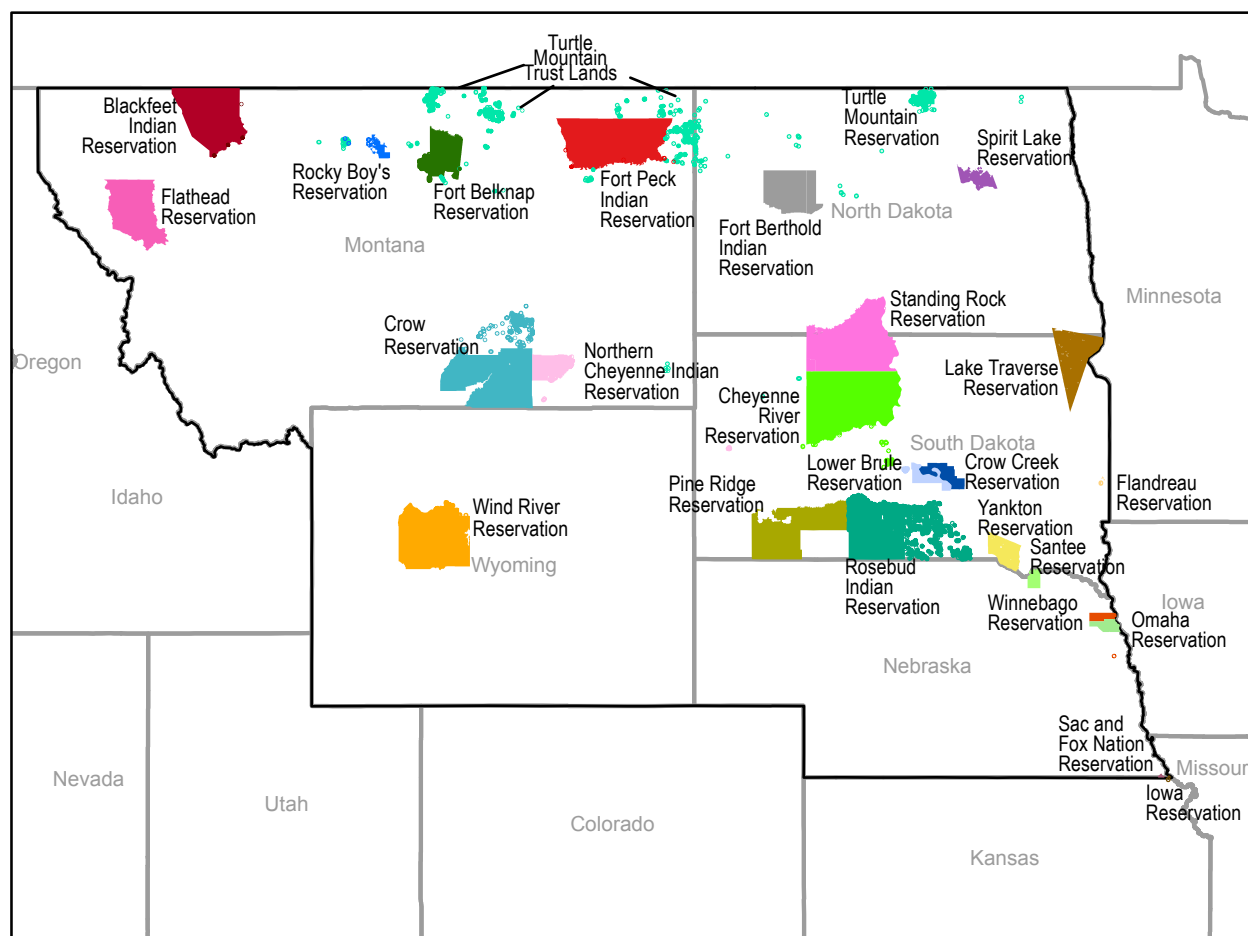 Turtle
Mountain
Trust Lands
Blackfeet
Indian
Reservation
Turtle
Mountain
Reservation
Spirit Lake
Reservation
Rocky Boy's
Reservation
Fort Belknap
Reservation
Fort Peck
Indian
Reservation
Flathead
Reservation
North Dakota
Fort Berthold
Indian
Reservation
Montana
Minnesota
Standing Rock
Reservation
Crow
Reservation
Northern
Cheyenne Indian
Reservation
Oregon
Lake Traverse
Reservation
Cheyenne
River
Reservation
South Dakota
Lower Brule
Reservation
Crow Creek
Reservation
Pine Ridge
Reservation
Flandreau
Reservation
Idaho
Wind River
Reservation
Yankton
Reservation
Santee
Reservation
Wyoming
Rosebud
Indian
Reservation
Winnebago
Reservation
Iowa
Omaha
Reservation
Nebraska
Sac and
Fox Nation
Reservation
Missour
Nevada
Iowa
Reservation
Utah
Colorado
Kansas